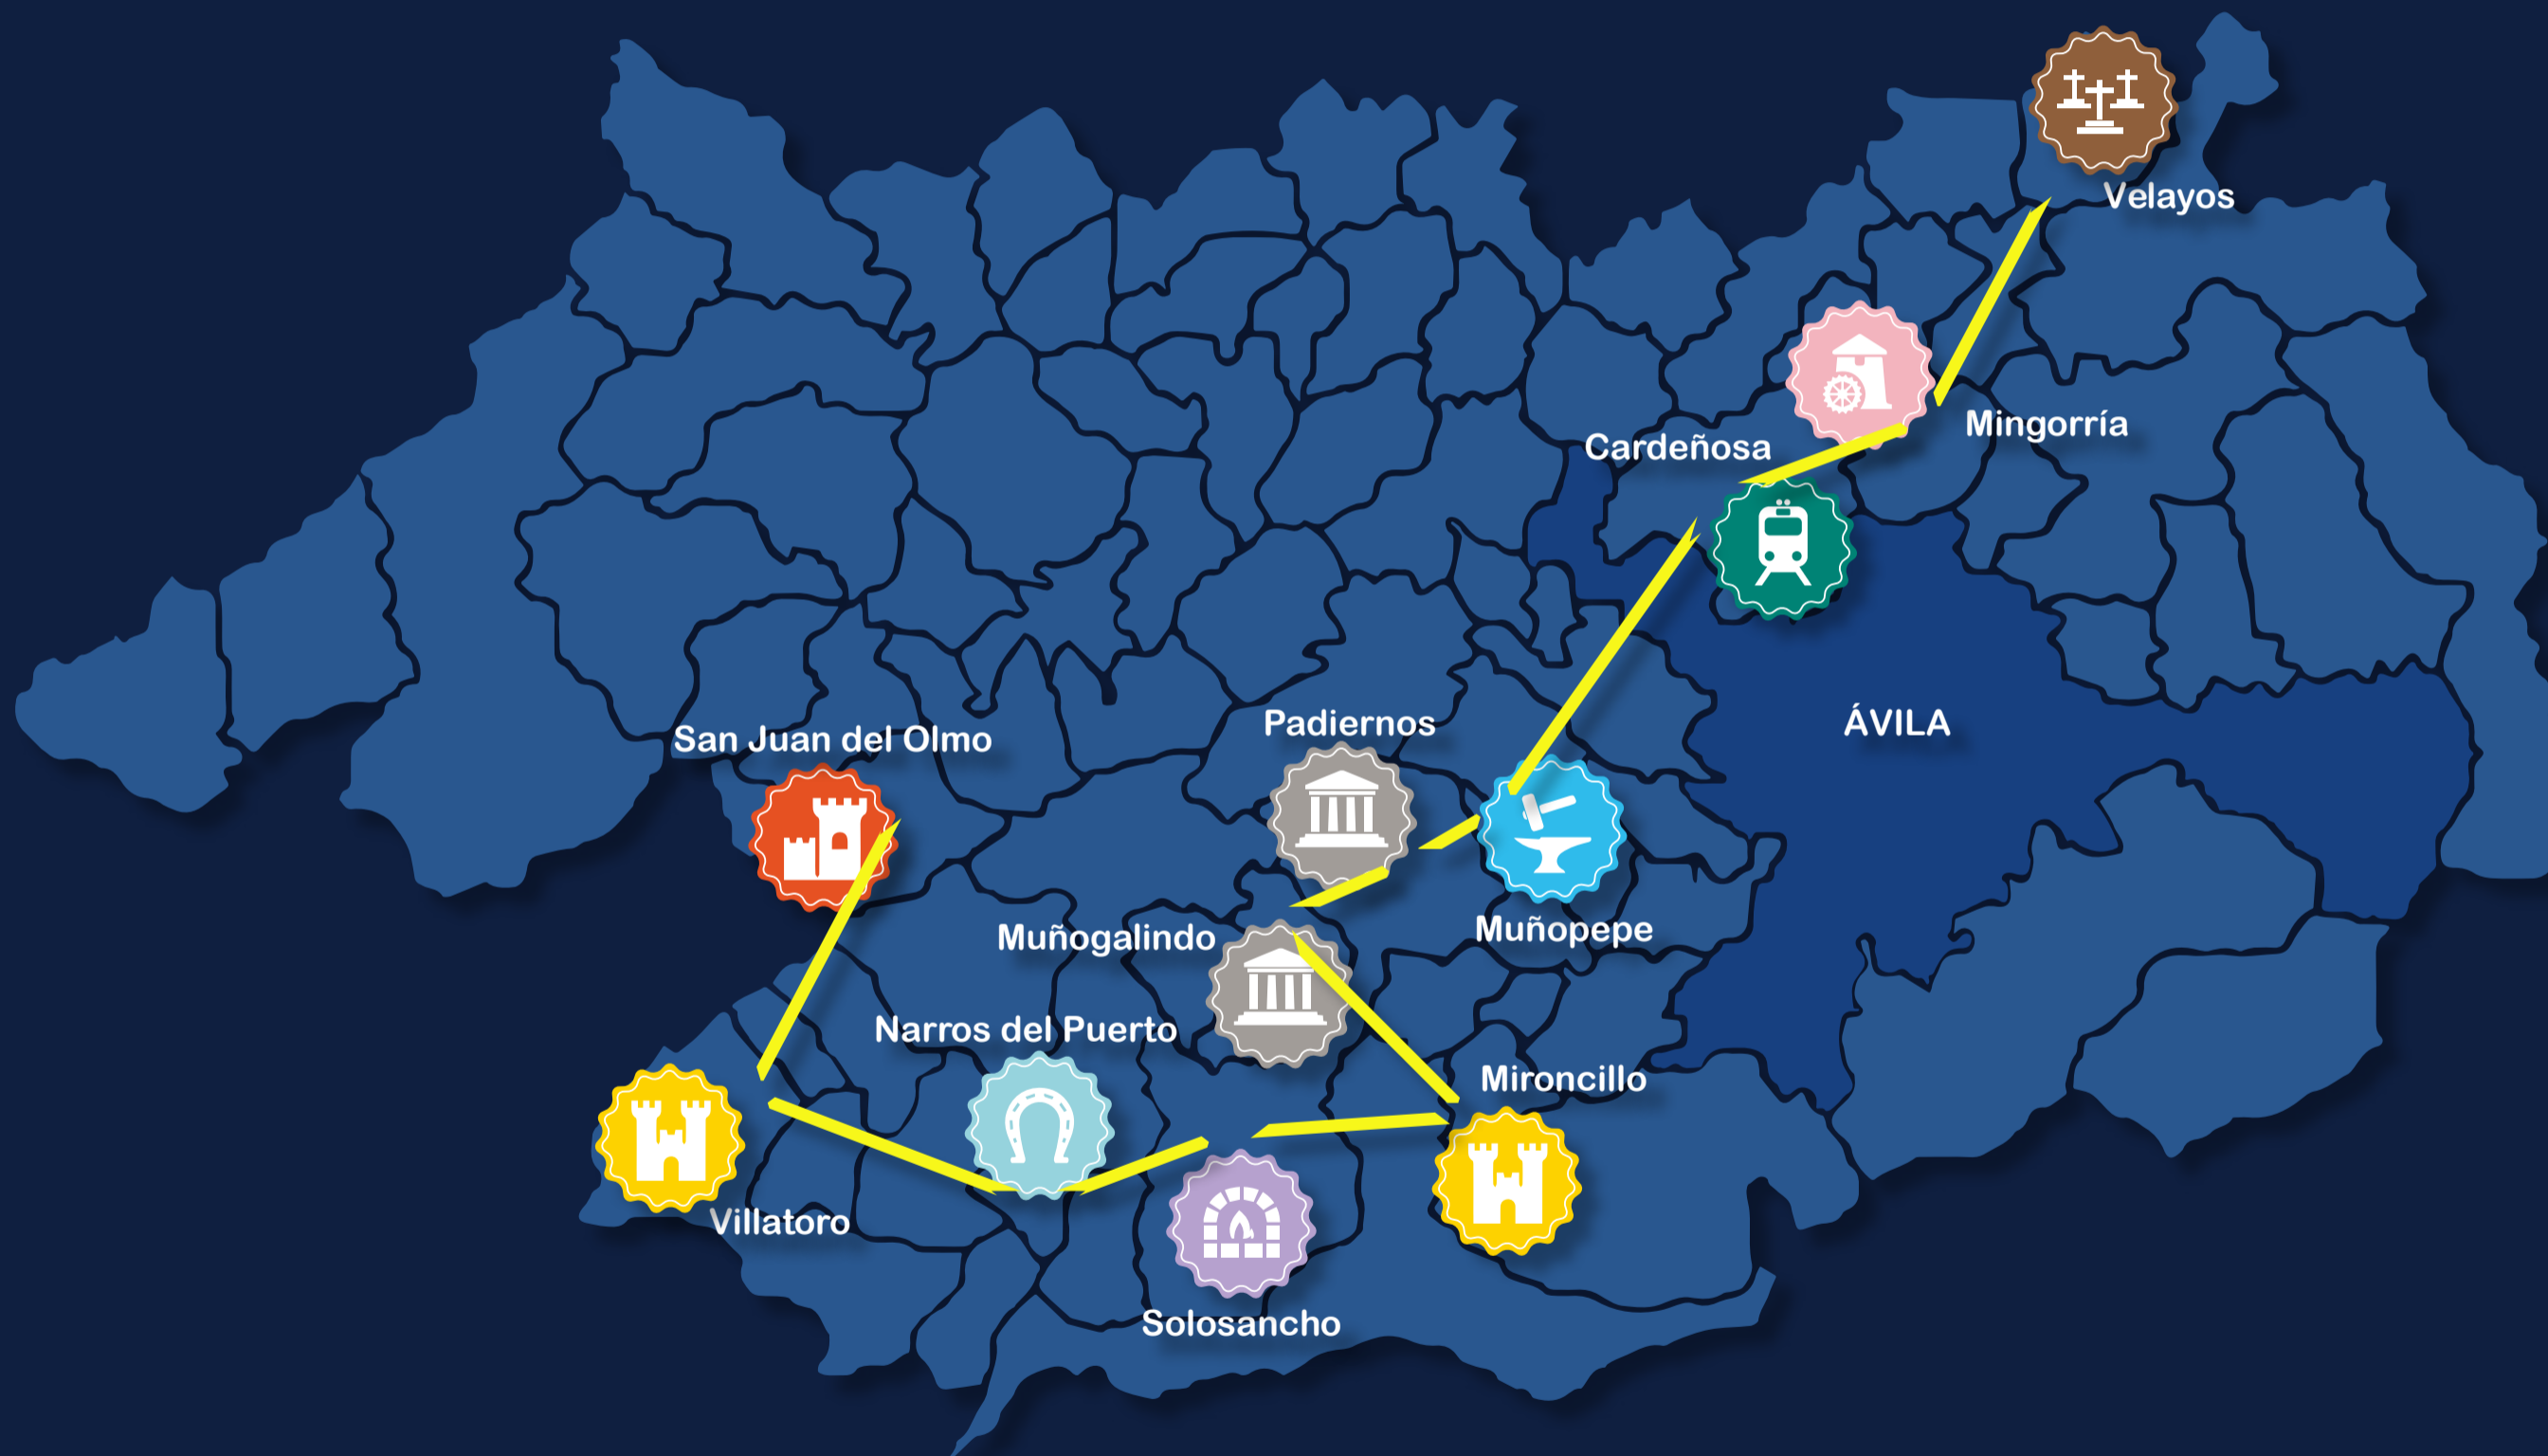 Velayos
Mingorría
Cardeñosa
ÁVILA
San Juan del Olmo
Padiernos
Muñopepe
Muñogalindo
Narros del Puerto
Mironcillo
Villatoro
Solosancho